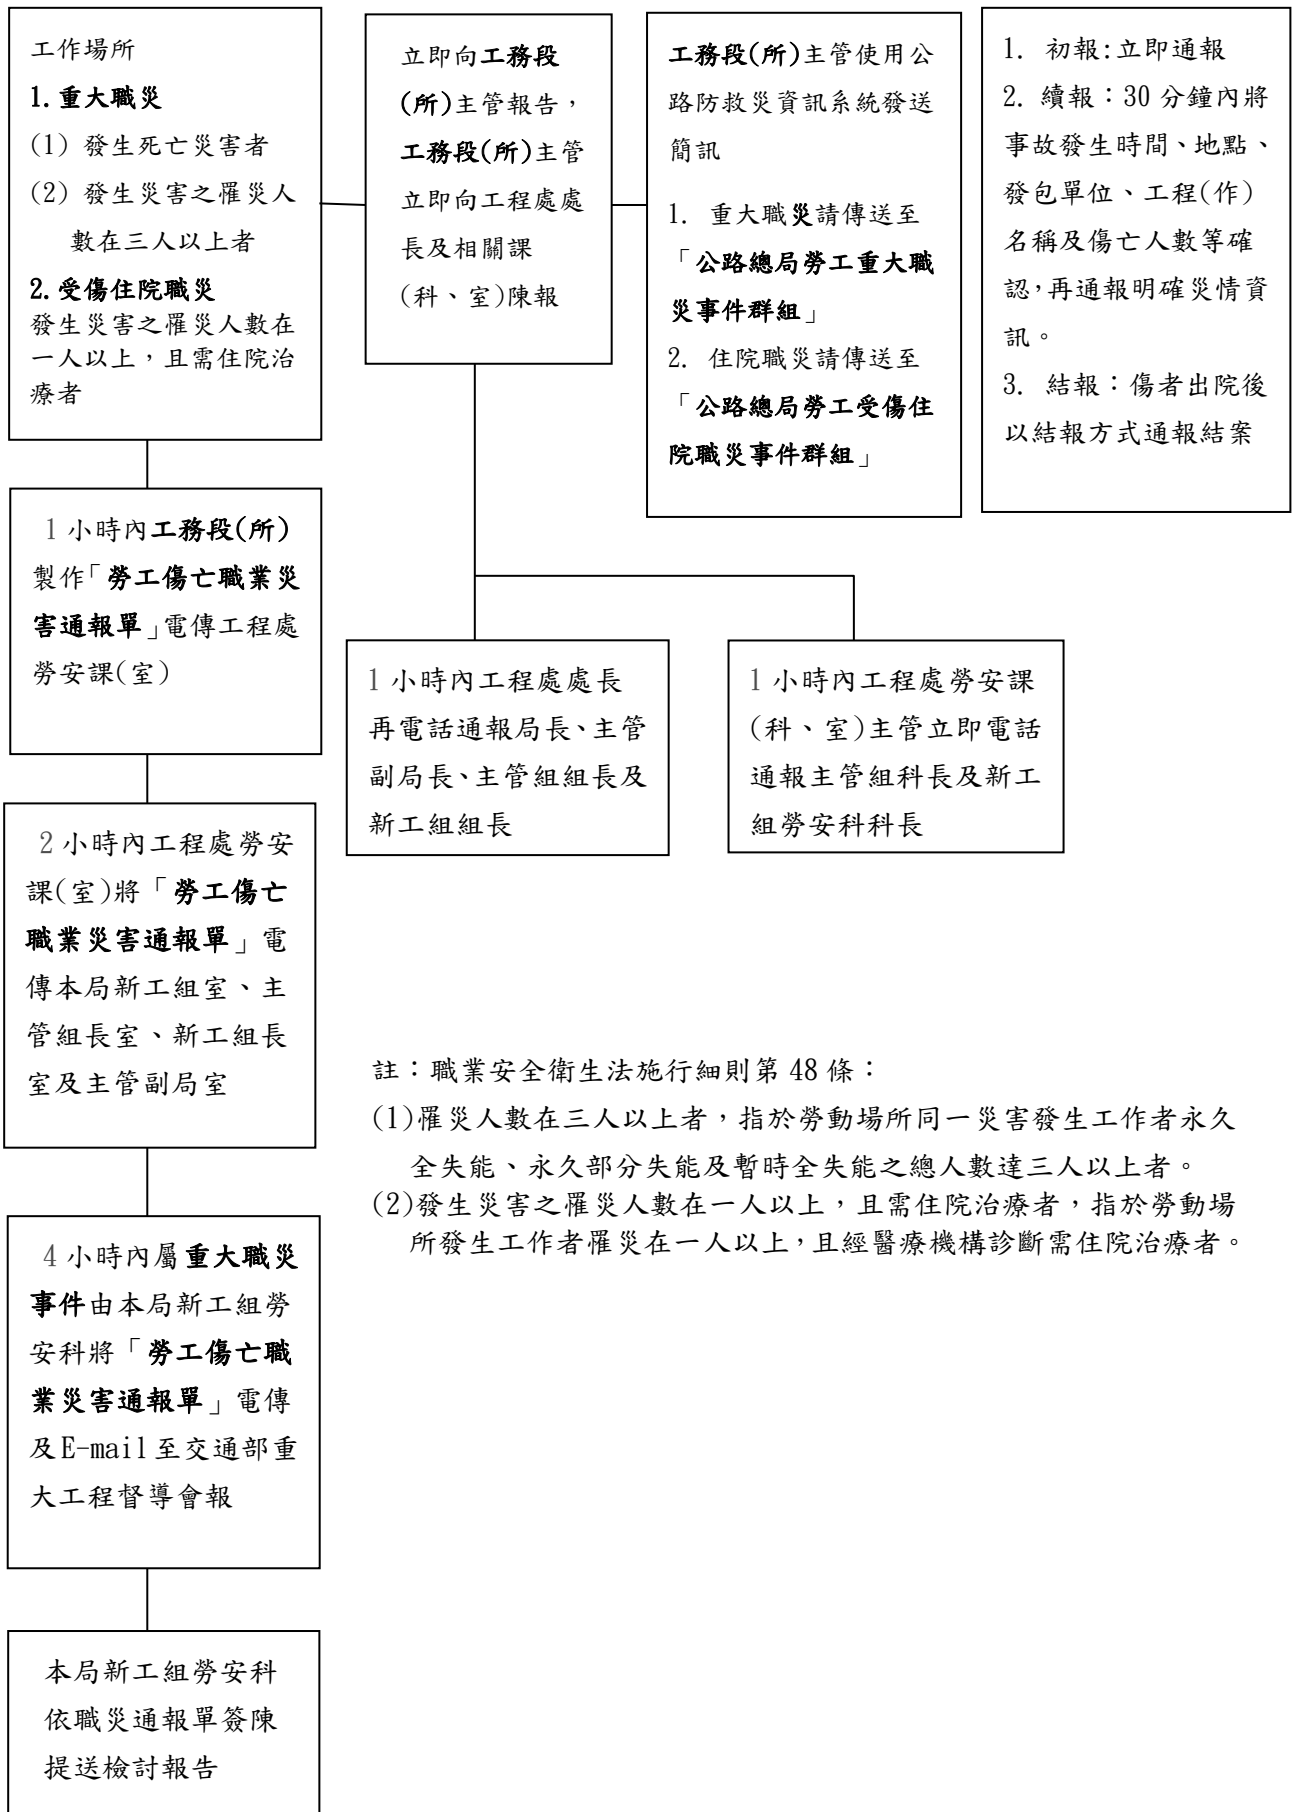 工作場所
1.重大職災
(1) 發生死亡災害者
(2) 發生災害之罹災人
數在三人以上者
2.受傷住院職災
發生災害之罹災人數在
一人以上，且需住院治
療者
立即向工務段
(所)主管報告，
工務段(所)主管
立即向工程處處
長及相關課
(科、室)陳報
工務段(所)主管使用公
路防救災資訊系統發送
簡訊
1. 重大職災請傳送至
「公路總局勞工重大職
災事件群組」
2. 住院職災請傳送至
「公路總局勞工受傷住
院職災事件群組」
1. 初報:立即通報
2. 續報：30 分鐘內將
事故發生時間、地點、
發包單位、工程(作)
名稱及傷亡人數等確
認，再通報明確災情資
訊。
3. 結報：傷者出院後
以結報方式通報結案
1 小時內工務段(所)
製作「勞工傷亡職業災
害通報單」電傳工程處
勞安課(室)
1 小時內工程處處長
再電話通報局長、主管
副局長、主管組組長及
新工組組長
1 小時內工程處勞安課
(科、室)主管立即電話
通報主管組科長及新工
組勞安科科長
2 小時內工程處勞安
課(室)將「勞工傷亡
職業災害通報單」電
傳本局新工組室、主
管組長室、新工組長
室及主管副局室
註：職業安全衛生法施行細則第 48 條：
(1)罹災人數在三人以上者，指於勞動場所同一災害發生工作者永久
全失能、永久部分失能及暫時全失能之總人數達三人以上者。
(2)發生災害之罹災人數在一人以上，且需住院治療者，指於勞動場
所發生工作者罹災在一人以上，且經醫療機構診斷需住院治療者。
4 小時內屬重大職災
事件由本局新工組勞
安科將「勞工傷亡職
業災害通報單」電傳
及E-mail至交通部重
大工程督導會報
本局新工組勞安科
依職災通報單簽陳
提送檢討報告